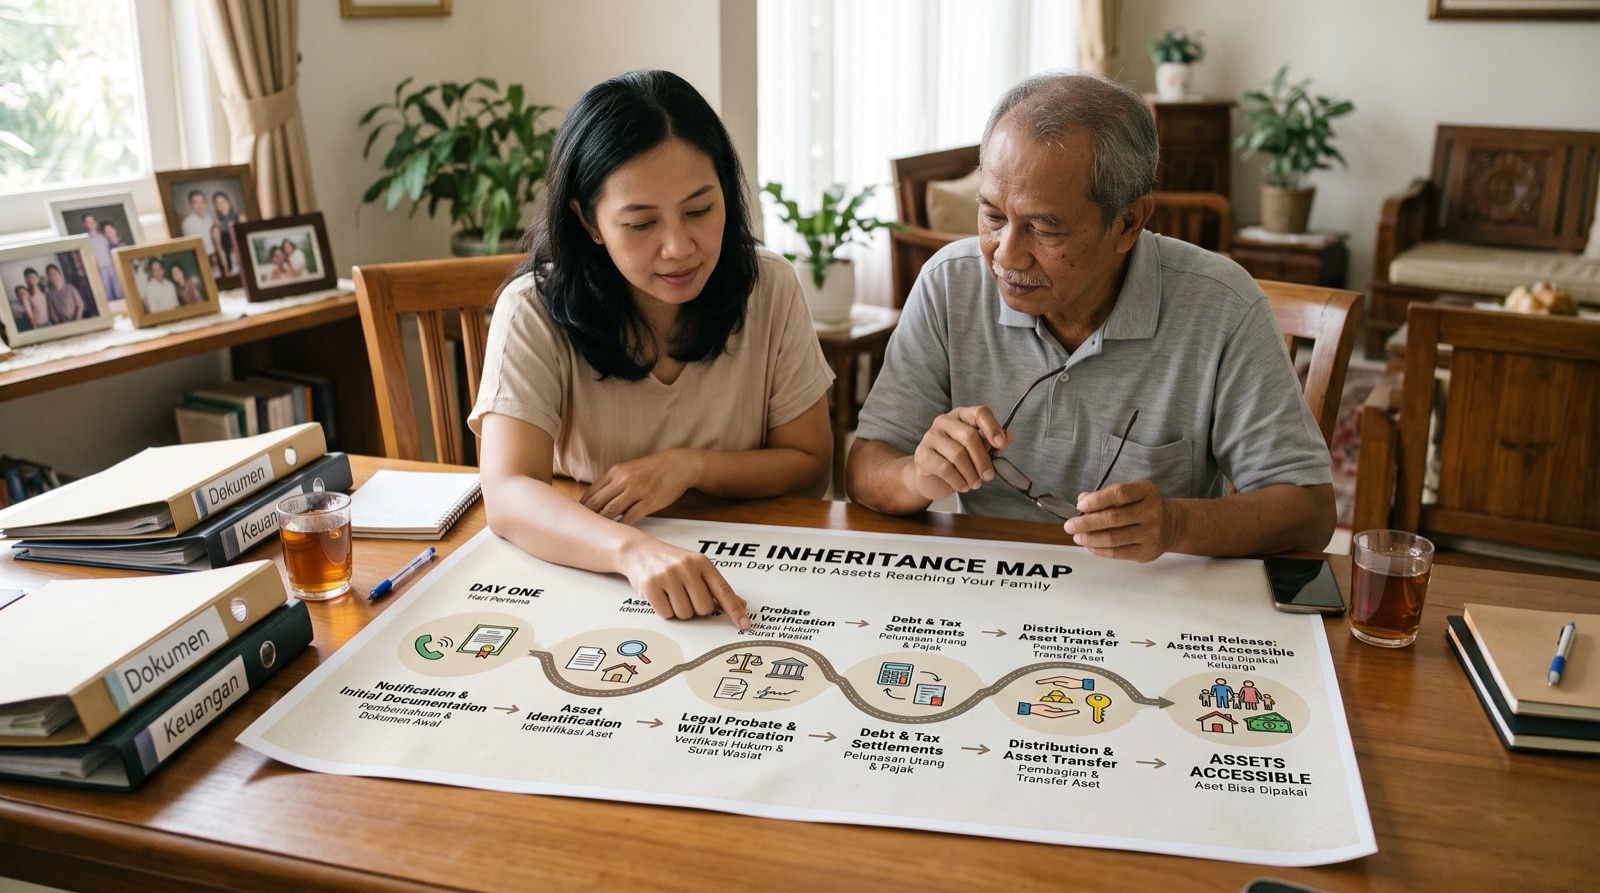 Dokumen
Dokumen
Keuangan
THE INHERITANCE MAP
From Day One to Assets Reaching Your Family
DAY ONE
Hari Pertama
Probate
Will Verification
Verifikasi Hukum
& Surat Wasiat
Debt & Tax
Settlements
Pelunasan Utang
& Pajak
Distribution &
Asset Transfer
Pembagian &
Transfer Aset
Final Release:
Assets Accessible
Aset Bisa Dipakai
Keluarga
Notification &
Initial Documentation
Pemberitahuan &
Dokumen Awal
Asset
Identification
Identifikasi Aset
Legal Probate &
Will Verification
Verifikasi Hukum &
Surat Wasiat
Debt & Tax
Settlements
Pelunasan Utang
& Pajak
Distribution &
Asset Transfer
Pembagian &
Transfer Aset
ASSETS
ACCESSIBLE
Aset Bisa Dipakai